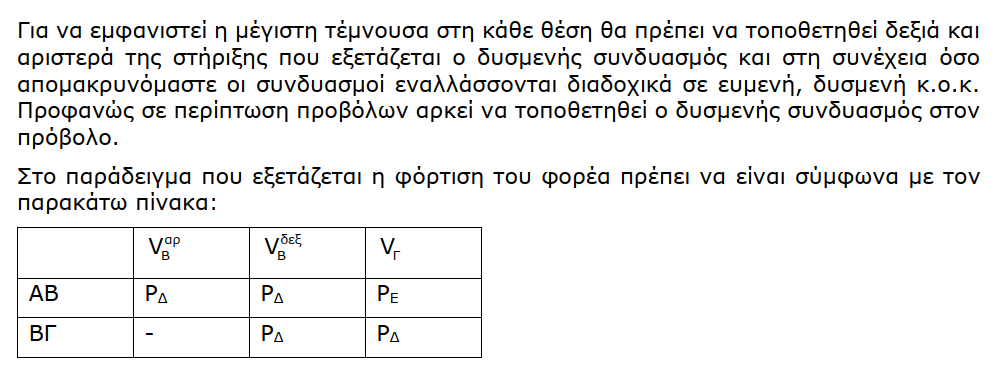 Για να εμφανιστεί η μέγιστη τέμνουσα στη κάθε θέση θα πρέπει να τοποθετηθεί δεξιά και
αριστερά της στήριξης που εξετάζεται ο δυσμενής συνδυασμός και στη συνέχεια όσο
απομακρυνόμαστε οι συνδυασμοί εναλλάσσονται διαδοχικά σε ευμενή, δυσμενή κ.ο.κ.
Προφανώς σε περίπτωση προβόλων αρκεί να τοποθετηθεί ο δυσμενής συνδυασμός στον
πρόβολο.
Στο παράδειγμα που εξετάζεται η φόρτιση του φορέα πρέπει να είναι σύμφωνα με τον
παρακάτω πίνακα:
V_B^αρ V_B^δεξ V_Γ
ΑΒ P_Δ P_Δ P_E
ΒΓ - P_Δ P_Δ